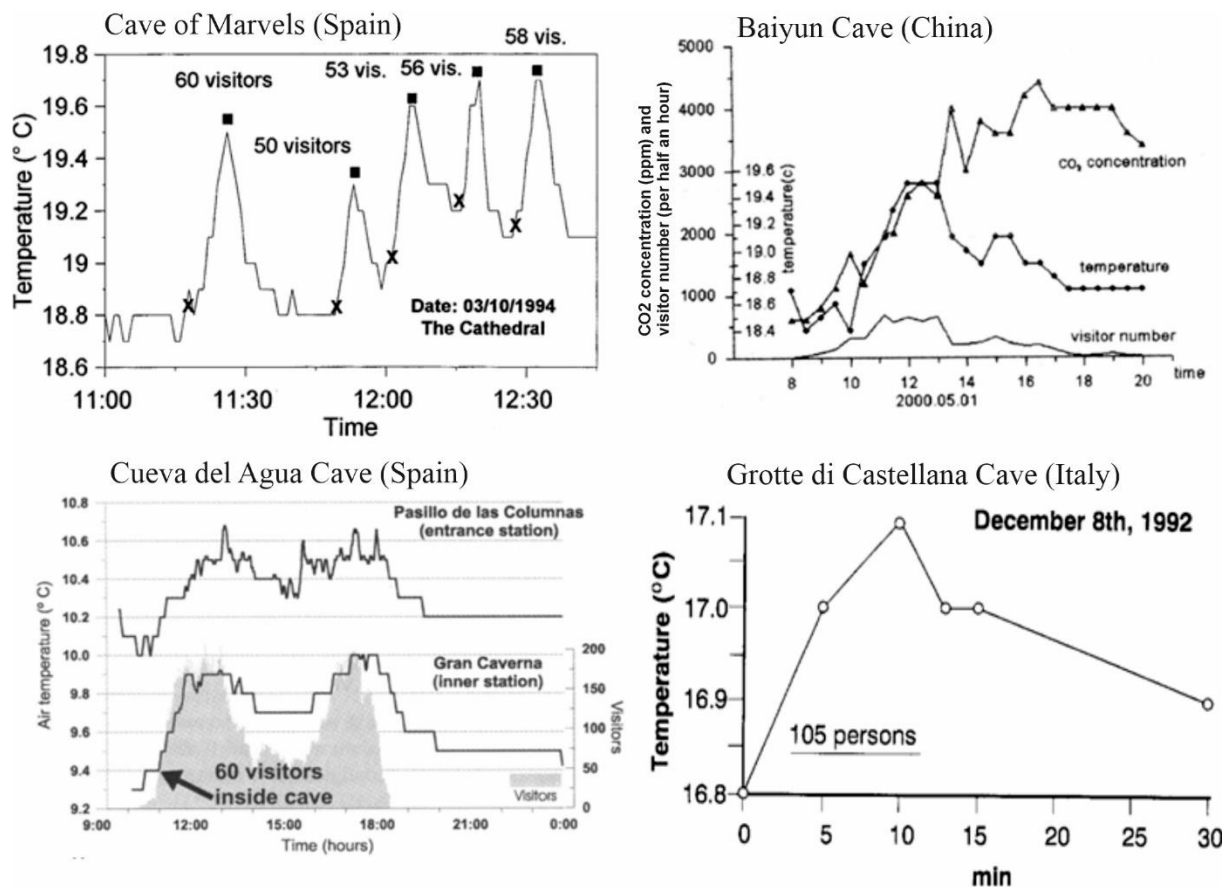 Cave of Marvels (Spain)
19.8
19.6
19.4
19.2
19
18.8
18.6
Temperature (° C)
60 visitors
50 visitors
53 vis.
56 vis.
58 vis.
X
X
X
X
X
Date: 03/10/1994
The Cathedral
11:00
11:30
12:00
12:30
Time
Baiyun Cave (China)
CO2 concentration (ppm) and
visitor number (per half an hour)
5000
4000
3000
2000
1000
0
19.6
19.4
19.2
19.0
18.8
18.6
18.4
temperature(c)
CO₂ concentration
temperature
visitor number
8
10
12
14
16
18
20
time
2000.05.01
Cueva del Agua Cave (Spain)
10.8
10.6
10.4
10.2
10.0
9.8
9.6
9.4
9.2
Air temperature (º C)
Pasillo de las Columnas
(entrance station)
Gran Caverna
(inner station)
200
150
100
50
0
Visitors
60 visitors
inside cave
Visitors
9:00
12:00
15:00
18:00
21:00
0:00
Time (hours)
Grotte di Castellana Cave (Italy)
17.1
17.0
16.9
16.8
Temperature (°C)
December 8th, 1992
105 persons
0
5
10
15
20
25
30
min